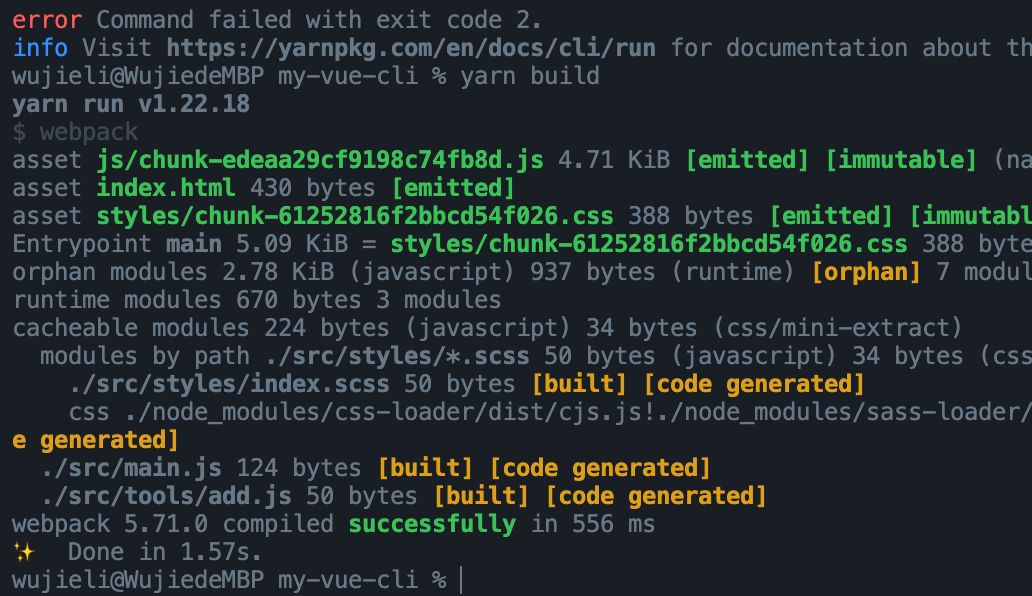 error Command failed with exit code 2.
info Visit https://yarnpkg.com/en/docs/cli/run for documentation about th
wujieli@WujiedeMBP my-vue-cli % yarn build
yarn run v1.22.18
$ webpack
asset js/chunk-edeaa29cf9198c74fb8d.js 4.71 KiB [emitted] [immutable] (na
asset index.html 430 bytes [emitted]
asset styles/chunk-61252816f2bbcd54f026.css 388 bytes [emitted] [immutabl
Entrypoint main 5.09 KiB = styles/chunk-61252816f2bbcd54f026.css 388 byte
orphan modules 2.78 KiB (javascript) 937 bytes (runtime) [orphan] 7 modul
runtime modules 670 bytes 3 modules
cacheable modules 224 bytes (javascript) 34 bytes (css/mini-extract)
  modules by path ./src/styles/*.scss 50 bytes (javascript) 34 bytes (css
    ./src/styles/index.scss 50 bytes [built] [code generated]
    css ./node_modules/css-loader/dist/cjs.js!./node_modules/sass-loader/
e generated]
  ./src/main.js 124 bytes [built] [code generated]
  ./src/tools/add.js 50 bytes [built] [code generated]
webpack 5.71.0 compiled successfully in 556 ms
✨  Done in 1.57s.
wujieli@WujiedeMBP my-vue-cli %